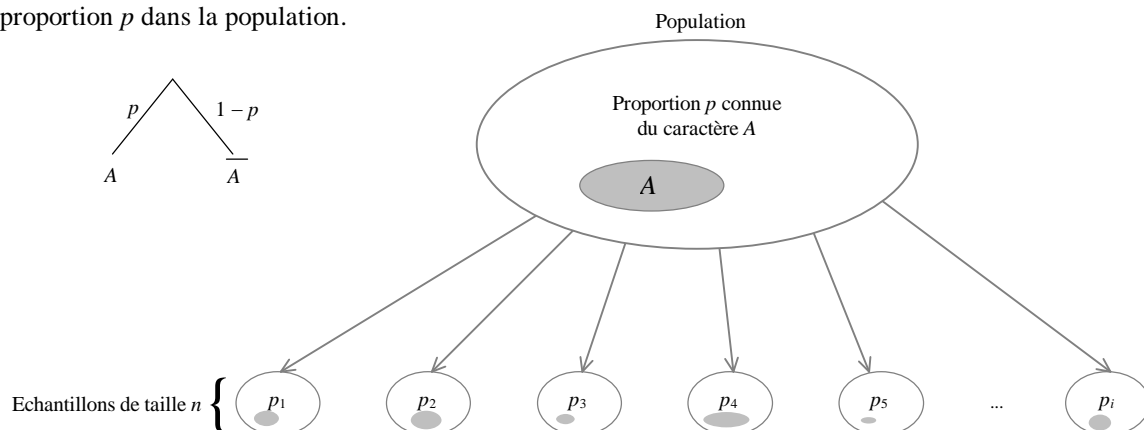 proportion p dans la population.
Population
Proportion p connue
du caractère A
p
1 – p
A
A̅
A
Echantillons de taille n {
p1
p2
p3
p4
p5
...
pi